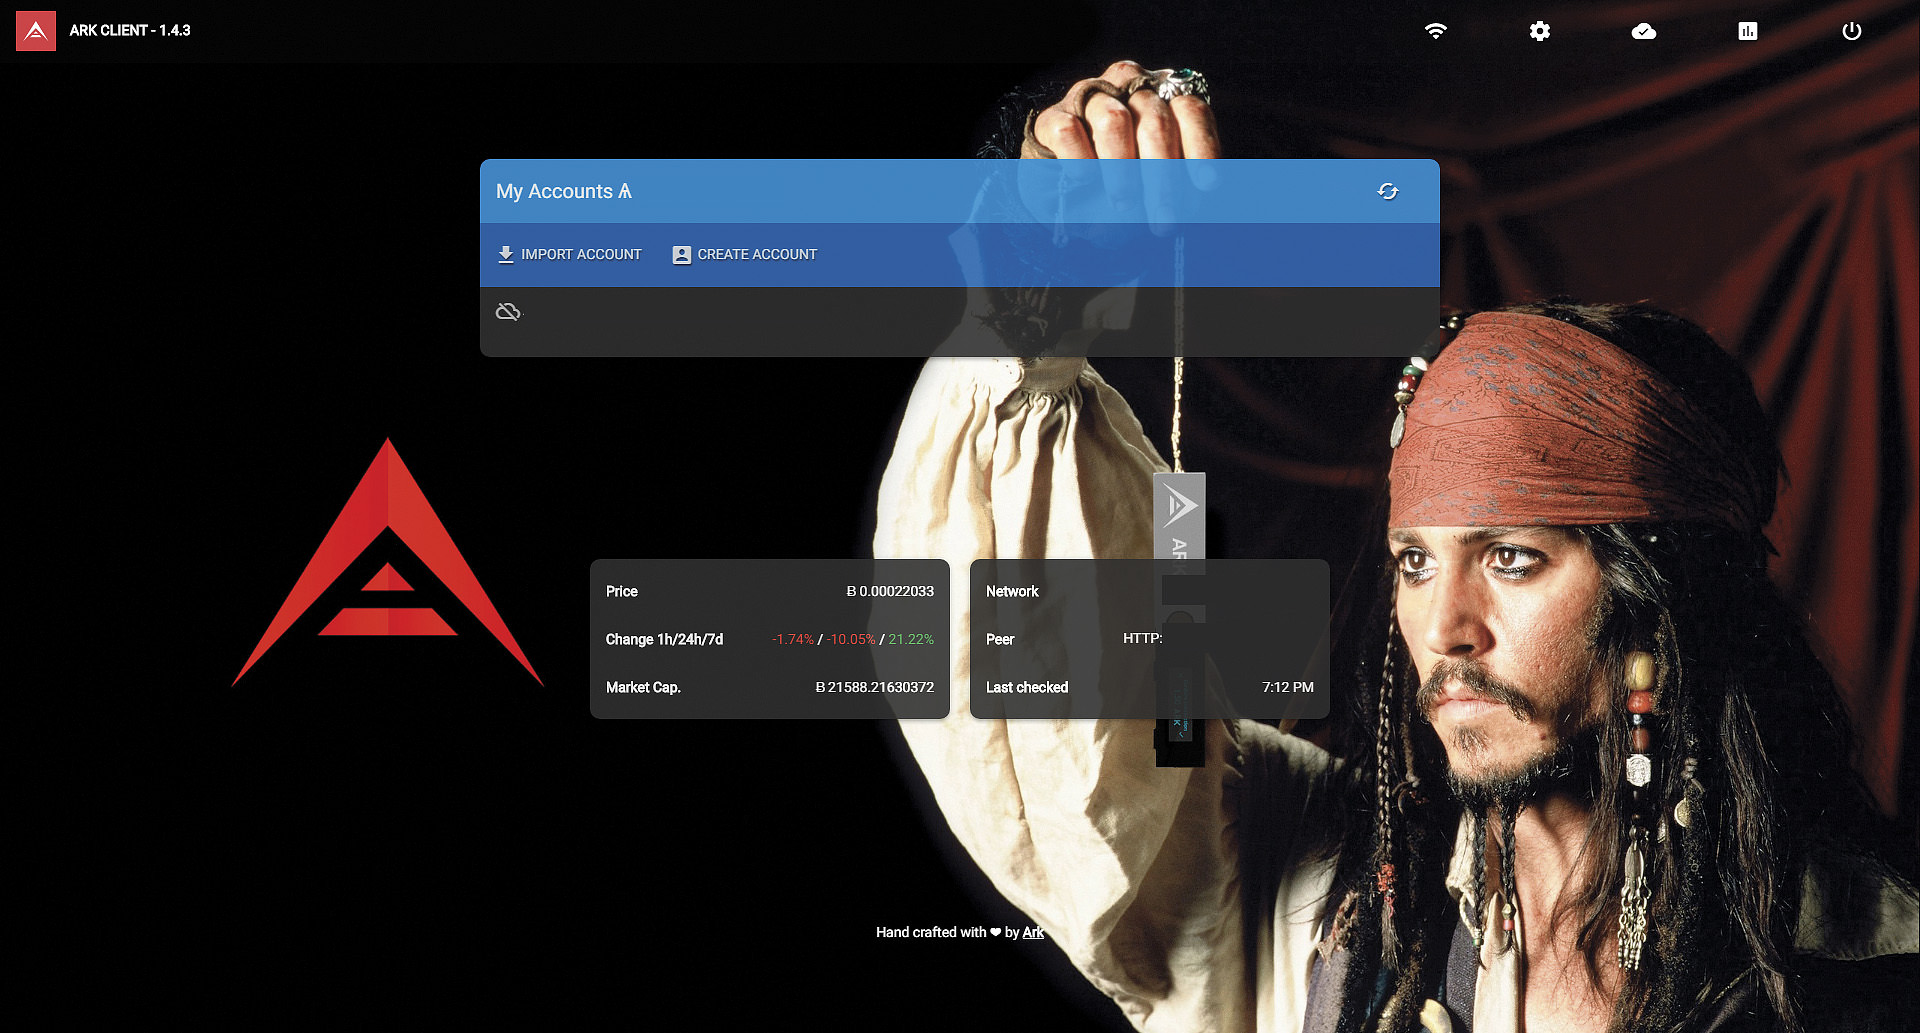 ARK CLIENT - 1.4.3
My Accounts Ѧ
IMPORT ACCOUNT CREATE ACCOUNT
Price Ƀ 0.00022033
Change 1h/24h/7d -1.74% / -10.05% / 21.22%
Market Cap. Ƀ 21588.21630372
Network
Peer HTTP:
Last checked 7:12 PM
Hand crafted with ❤ by Ark